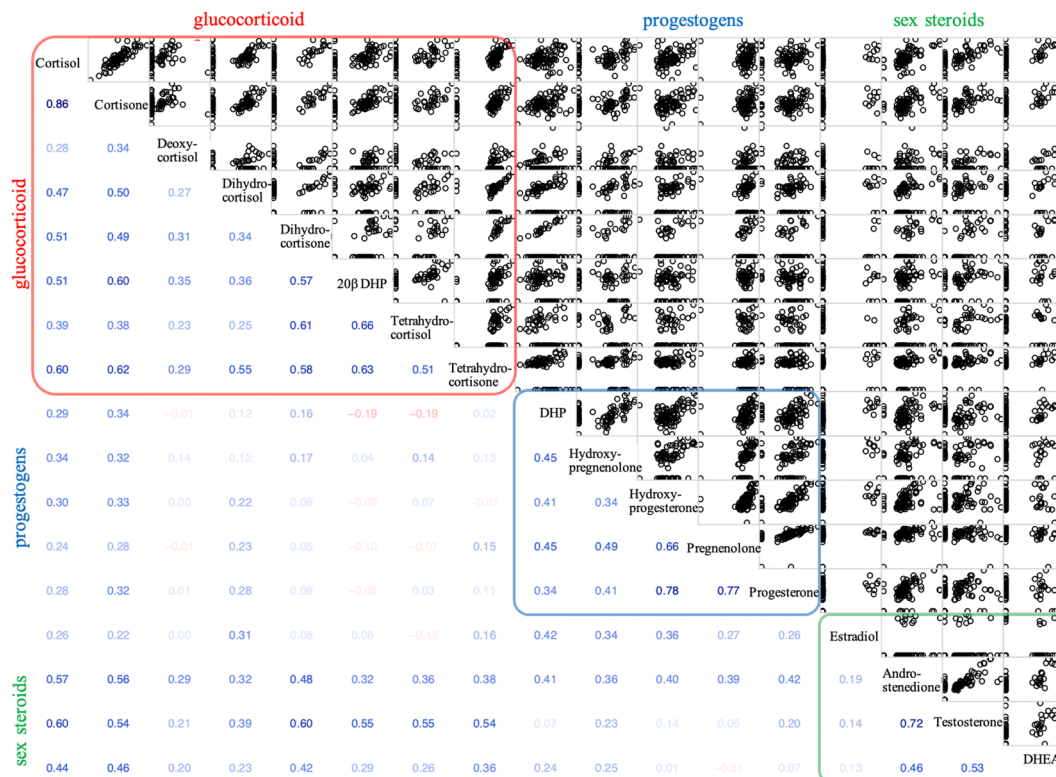 glucocorticoid progestogens sex steroids
Cortisol
0.86 Cortisone
0.28 0.34 Deoxy-
cortisol
0.47 0.50 0.27 Dihydro-
cortisol
0.51 0.49 0.31 0.34 Dihydro-
cortisone
0.51 0.60 0.35 0.36 0.57 20β DHP
0.39 0.38 0.23 0.25 0.61 0.66 Tetrahydro-
cortisol
0.60 0.62 0.29 0.55 0.58 0.63 0.51 Tetrahydro-
cortisone
glucocorticoid
0.29 0.34 −0.01 0.12 0.16 −0.19 −0.19 0.02 DHP
0.34 0.32 0.14 0.12 0.17 0.04 0.14 0.13 0.45 Hydroxy-
pregnenolone
0.30 0.33 0.00 0.22 0.06 −0.02 0.07 −0.01 0.41 0.34 Hydroxy-
progesterone
0.24 0.28 −0.01 0.23 0.05 −0.10 −0.07 0.15 0.45 0.49 0.66 Pregnenolone
0.28 0.32 0.01 0.28 0.06 −0.05 0.03 0.11 0.34 0.41 0.78 0.77 Progesterone
progestogens
0.26 0.22 0.00 0.31 0.08 0.06 −0.12 0.16 0.42 0.34 0.36 0.27 0.26 Estradiol
0.57 0.56 0.29 0.32 0.48 0.32 0.36 0.38 0.41 0.36 0.40 0.39 0.42 0.19 Andro-
stenedione
0.60 0.54 0.21 0.39 0.60 0.55 0.55 0.54 0.07 0.23 0.14 0.05 0.20 0.14 0.72 Testosterone
0.44 0.46 0.20 0.23 0.42 0.29 0.26 0.36 0.24 0.25 0.01 −0.01 0.07 0.13 0.46 0.53 DHEA
sex steroids